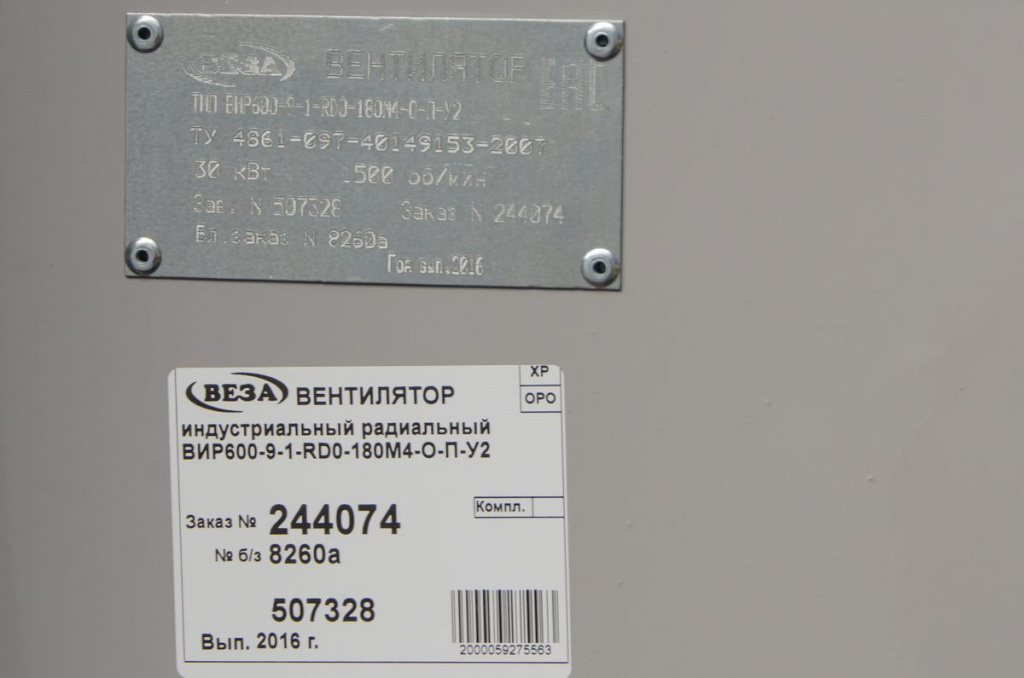 ВЕЗА ВЕНТИЛЯТОР EAC
ТИП ВИР600-9-1-RD0-180М4-О-П-У2
ТУ 4861-097-40149153-2007
30 кВт 1500 об/мин
Зав. N 507328 Заказ N 244074
Бл.заказ N 8260а
Год вып.2016
ВЕЗА ВЕНТИЛЯТОР
ХР
ОРО
индустриальный радиальный
ВИР600-9-1-RD0-180М4-О-П-У2
Компл.
Заказ № 244074
№ б/з 8260а
507328
Вып. 2016 г.
2000059275563